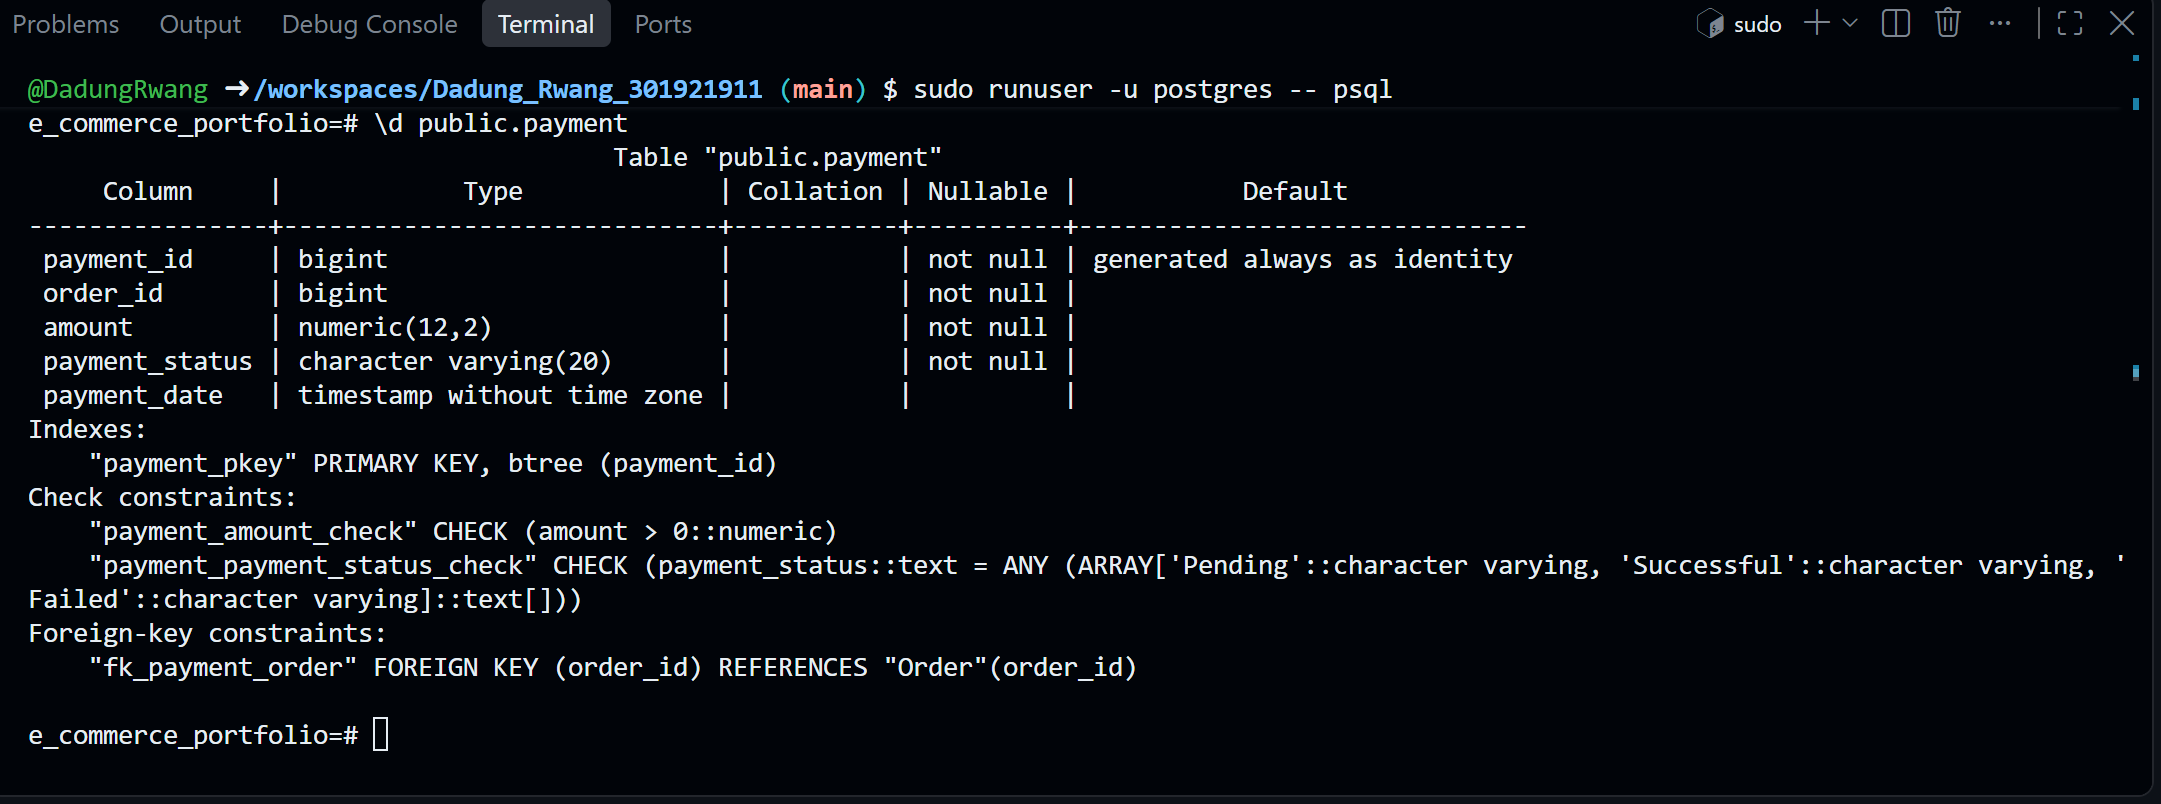 Problems Output Debug Console Terminal Ports sudo
@DadungRwang ➜/workspaces/Dadung_Rwang_301921911 (main) $ sudo runuser -u postgres -- psql
e_commerce_portfolio=# \d public.payment
                                       Table "public.payment"
     Column     |            Type             | Collation | Nullable |           Default
----------------+-----------------------------+-----------+----------+------------------------------
 payment_id     | bigint                      |           | not null | generated always as identity
 order_id       | bigint                      |           | not null |
 amount         | numeric(12,2)               |           | not null |
 payment_status | character varying(20)       |           | not null |
 payment_date   | timestamp without time zone |           |          |
Indexes:
    "payment_pkey" PRIMARY KEY, btree (payment_id)
Check constraints:
    "payment_amount_check" CHECK (amount > 0::numeric)
    "payment_payment_status_check" CHECK (payment_status::text = ANY (ARRAY['Pending'::character varying, 'Successful'::character varying, '
Failed'::character varying]::text[]))
Foreign-key constraints:
    "fk_payment_order" FOREIGN KEY (order_id) REFERENCES "Order"(order_id)
e_commerce_portfolio=#